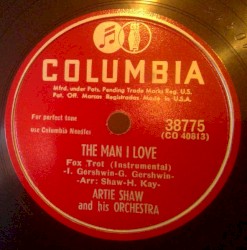 COLUMBIA
Mfrd. under Pats. Pending Trade Marks Reg. U.S.
Pat. Off. Marcas Registradas Made in U.S.A.
For perfect tone
use Columbia Needles
38775
(CO 40813)
THE MAN I LOVE
Fox Trot (Instrumental)
-I. Gershwin-G. Gershwin-
-Arr: Shaw-H. Kay-
ARTIE SHAW
and his ORCHESTRA